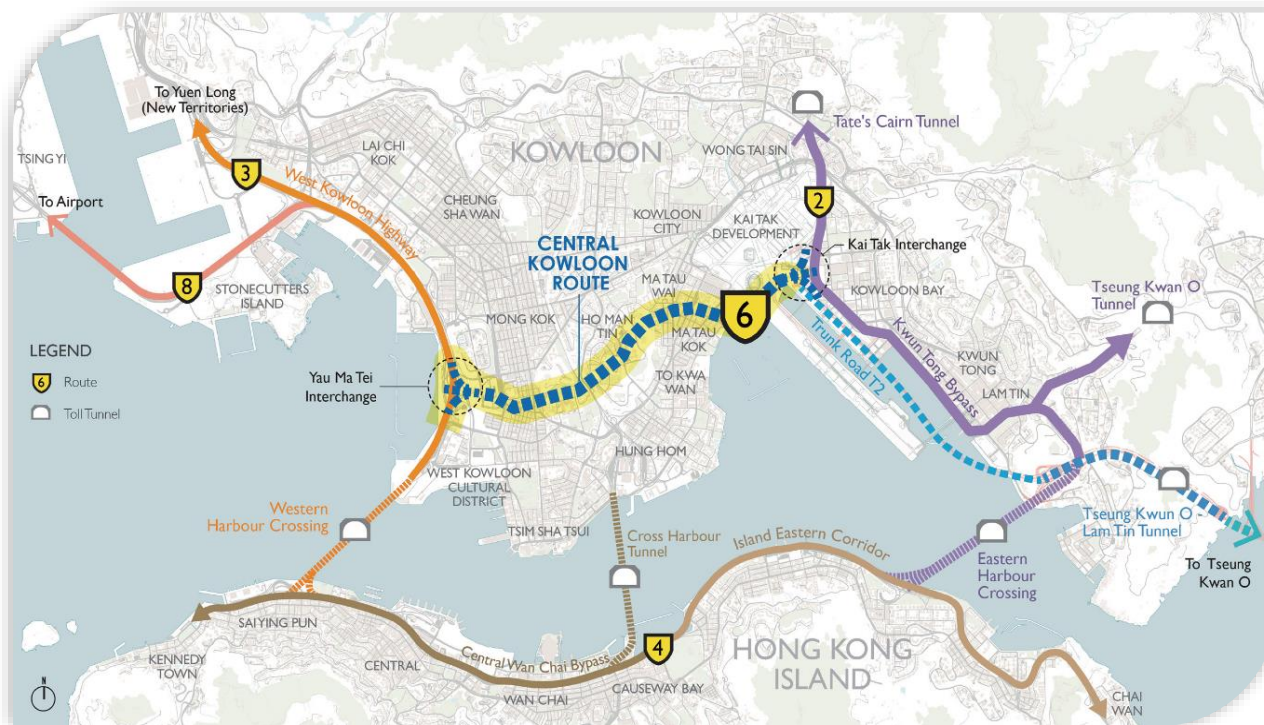 To Yuen Long
(New Territories)
TSING YI
To Airport
3
8
STONECUTTERS
ISLAND
LAI CHI
KOK
West Kowloon Highway
CHEUNG
SHA WAN
KOWLOON
WONG TAI SIN
Tate's Cairn Tunnel
2
KOWLOON
CITY
KAI TAK
DEVELOPMENT
Kai Tak Interchange
CENTRAL
KOWLOON
ROUTE
MA TAU
WAI
KOWLOON BAY
Tseung Kwan O
Tunnel
MONG KOK
HO MAN
TIN
MA TAU
KOK
6
TO KWA
WAN
Trunk Road T2
Kwun Tong Bypass
KWUN
TONG
LAM TIN
LEGEND
6
Route
Toll Tunnel
Yau Ma Tei
Interchange
HUNG HOM
WEST KOWLOON
CULTURAL
DISTRICT
TSIM SHA TSUI
Western
Harbour Crossing
Cross Harbour
Tunnel
Island Eastern Corridor
Eastern
Harbour
Crossing
Tseung Kwun O -
Lam Tin Tunnel
To Tseung
Kwan O
SAI YING PUN
KENNEDY
TOWN
CENTRAL
Central Wan Chai Bypass
WAN CHAI
4
CAUSEWAY BAY
HONG KONG
ISLAND
CHAI
WAN